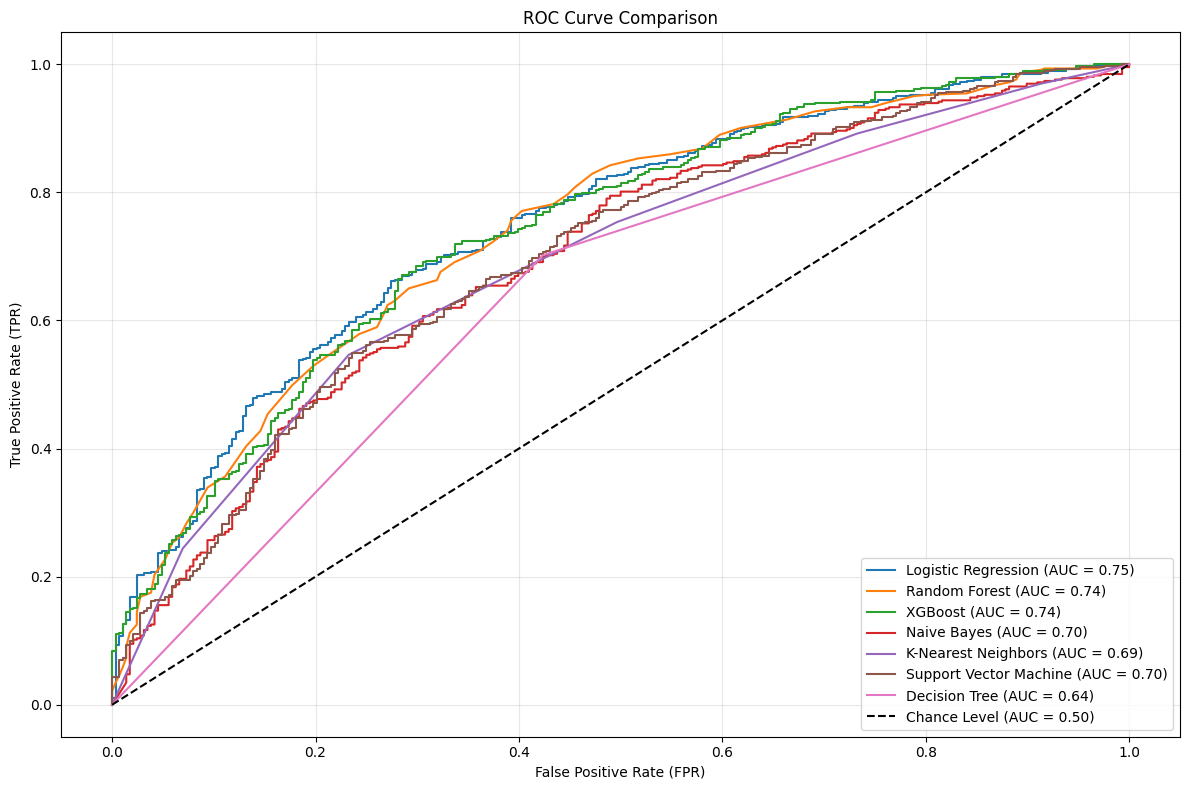 ROC Curve Comparison
1.0
0.8
0.6
0.4
0.2
0.0
True Positive Rate (TPR)
Logistic Regression (AUC = 0.75)
Random Forest (AUC = 0.74)
XGBoost (AUC = 0.74)
Naive Bayes (AUC = 0.70)
K-Nearest Neighbors (AUC = 0.69)
Support Vector Machine (AUC = 0.70)
Decision Tree (AUC = 0.64)
Chance Level (AUC = 0.50)
0.0 0.2 0.4 0.6 0.8 1.0
False Positive Rate (FPR)